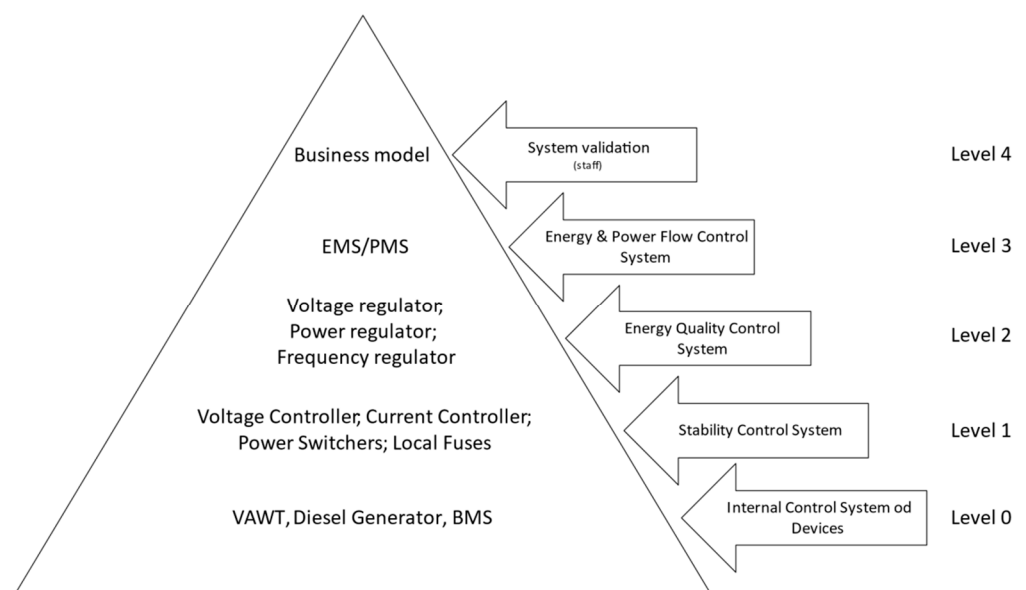 Business model
System validation
(staff)
Level 4
EMS/PMS
Energy & Power Flow Control
System
Level 3
Voltage regulator;
Power regulator;
Frequency regulator
Energy Quality Control
System
Level 2
Voltage Controller; Current Controller;
Power Switchers; Local Fuses
Stability Control System
Level 1
VAWT, Diesel Generator, BMS
Internal Control System od
Devices
Level 0